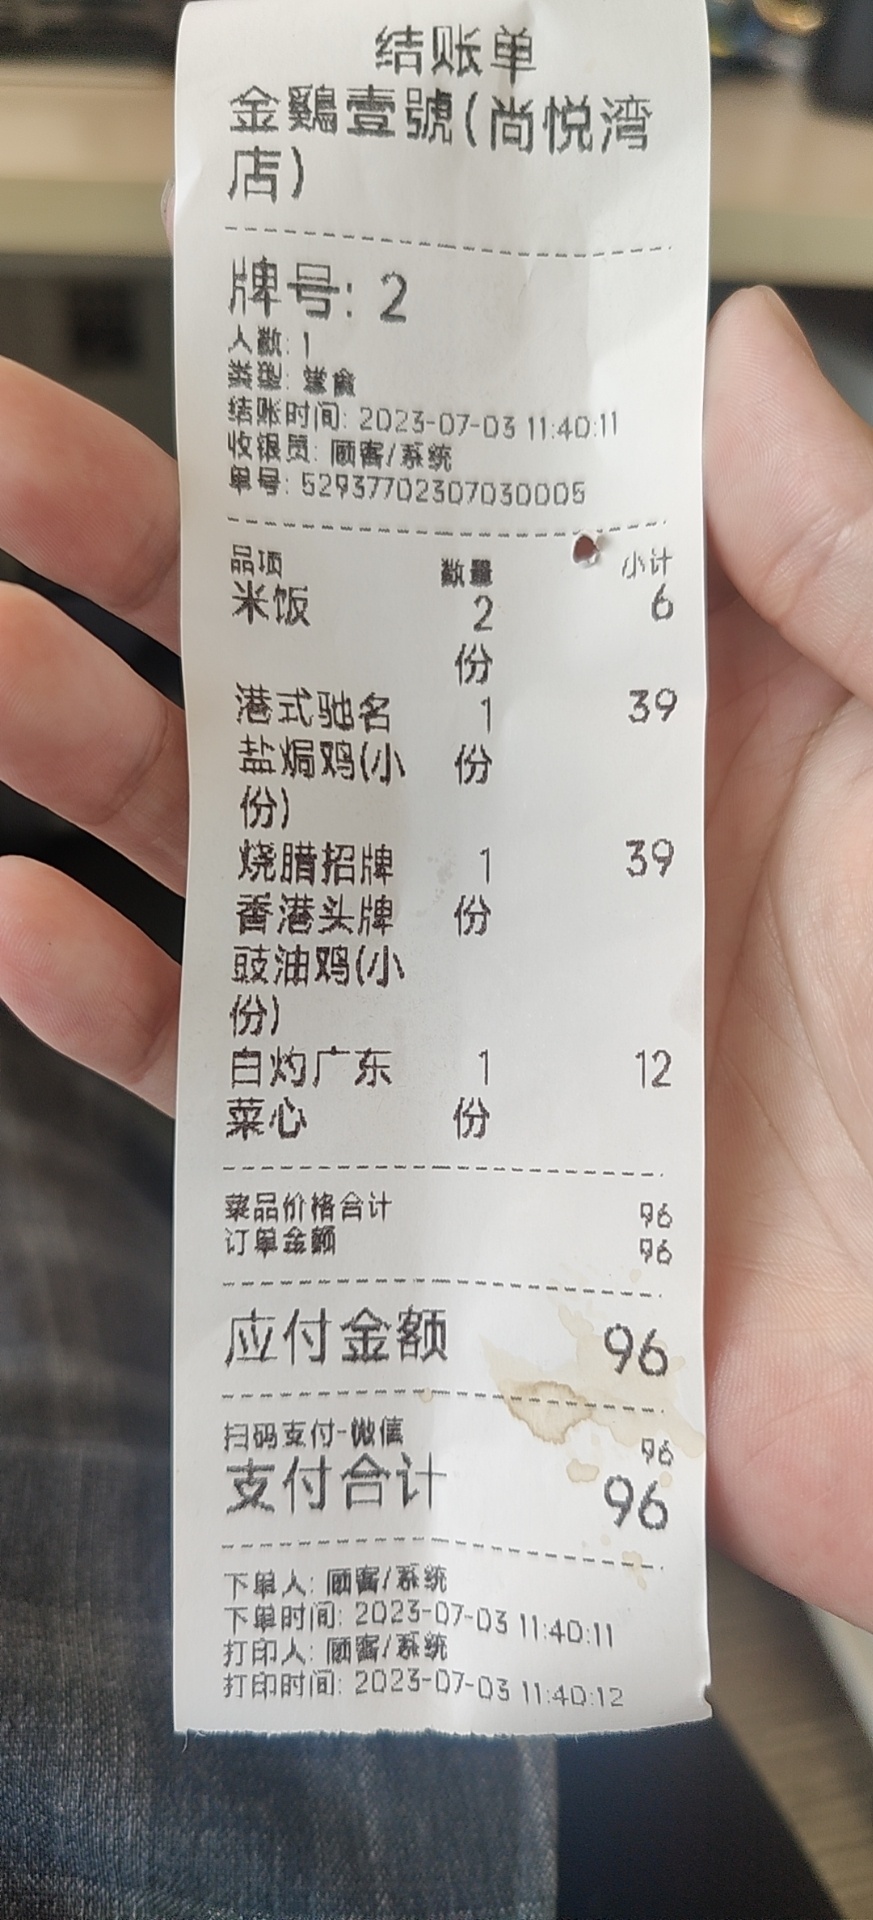 结账单
金鷄壹號(尚悦湾
店)
牌号: 2
人数: 1
类型: 堂食
结账时间: 2023-07-03 11:40:11
收银员: 顾客/系统
单号: 52937702307030005
品项 数量 小计
米饭 2 6
份
港式驰名 1 39
盐焗鸡(小 份
份)
烧腊招牌 1 39
香港头牌 份
豉油鸡(小
份)
白灼广东 1 12
菜心 份
菜品价格合计 96
订单金额 96
应付金额 96
扫码支付-微信 96
支付合计 96
下单人: 顾客/系统
下单时间: 2023-07-03 11:40:11
打印人: 顾客/系统
打印时间: 2023-07-03 11:40:12